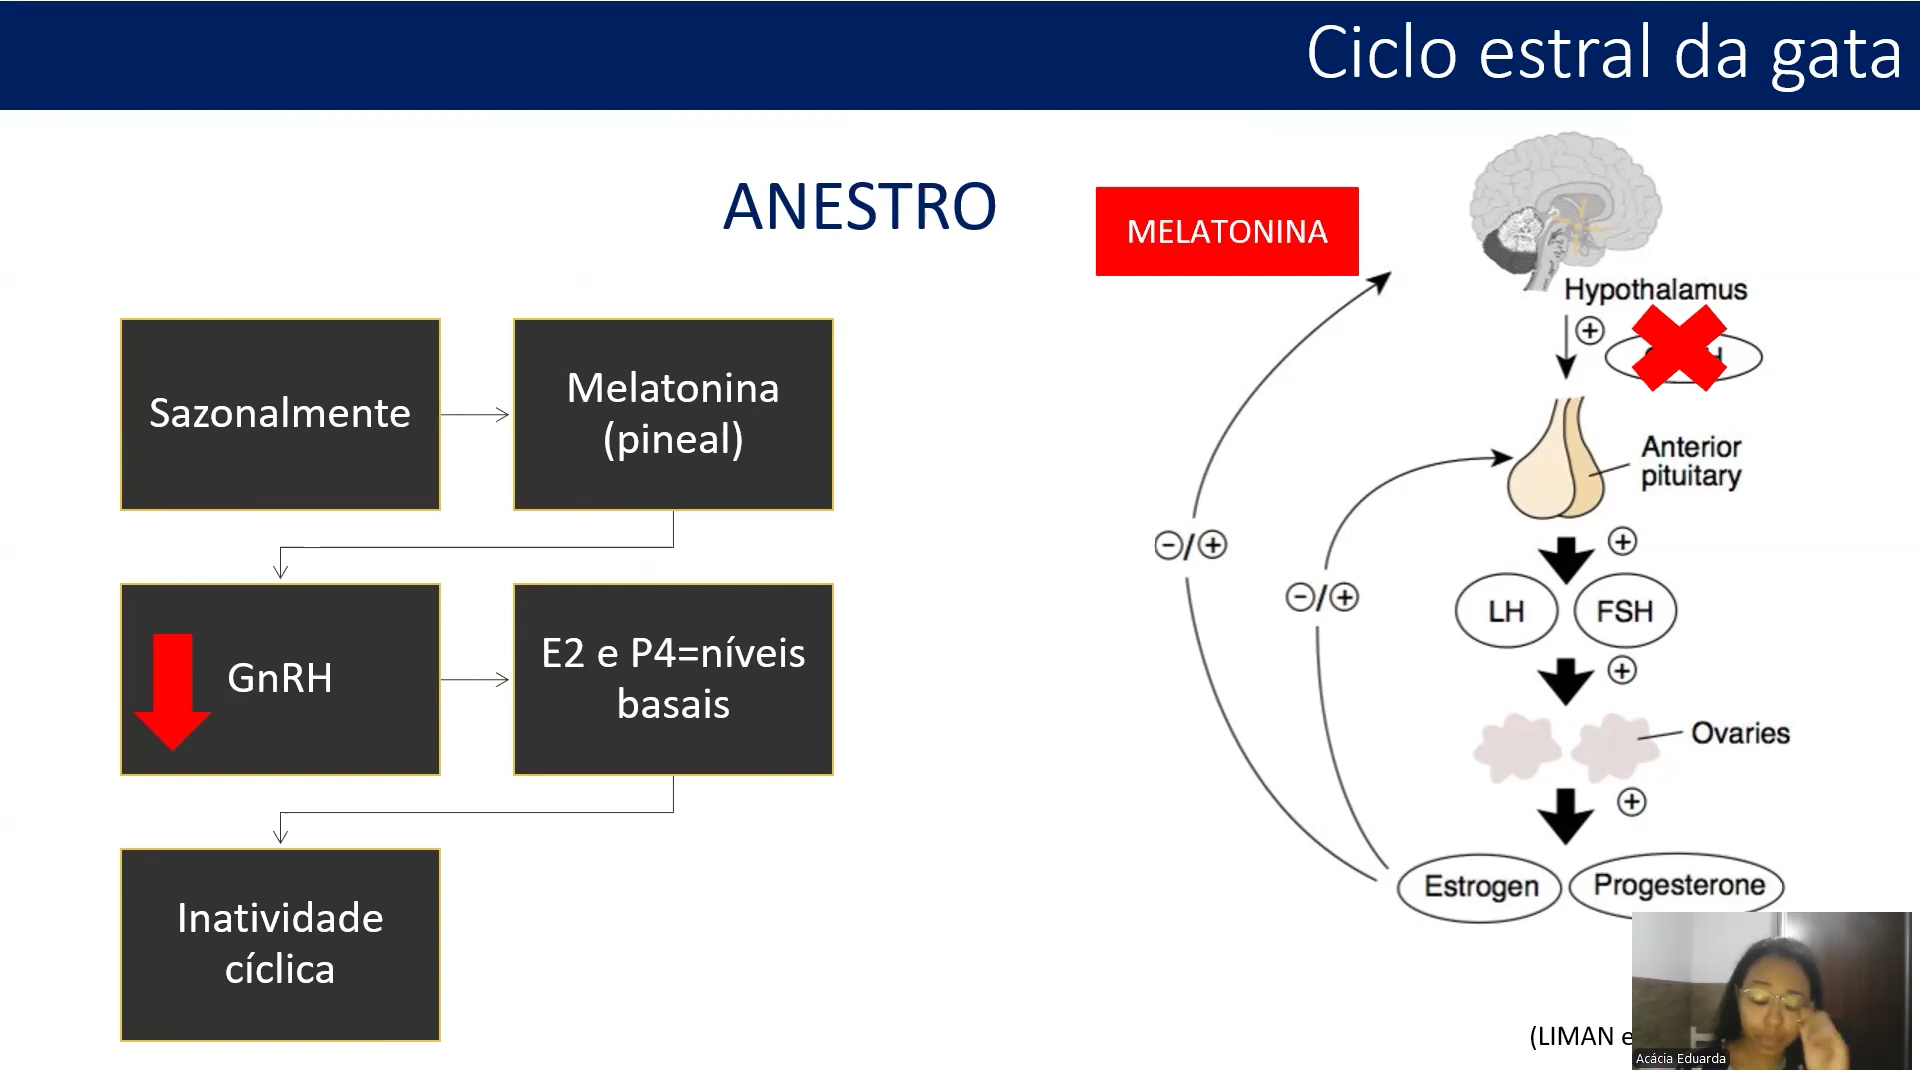 Ciclo estral da gata
ANESTRO
MELATONINA
Sazonalmente
Melatonina
(pineal)
GnRH
E2 e P4=níveis
basais
Inatividade
cíclica
Hypothalamus
+
Anterior
pituitary
+
−/+
−/+
LH
FSH
+
Ovaries
+
Estrogen
Progesterone
(LIMAN e
Acácia Eduarda